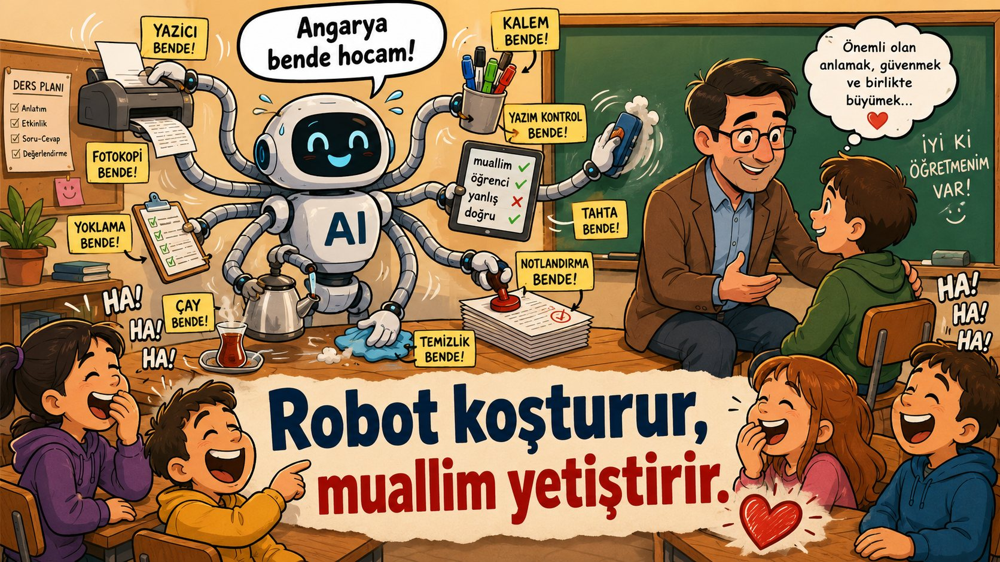 YAZICI
BENDE!
Angarya
bende hocam!
KALEM
BENDE!
Önemli olan
anlamak, güvenmek
ve birlikte
büyümek...
DERS PLANI
Anlatım
Etkinlik
Soru-Cevap
Değerlendirme
FOTOKOPİ
BENDE!
YAZIM KONTROL
BENDE!
muallim
öğrenci
yanlış
doğru
İYİ Kİ
ÖĞRETMENİM
VAR!
TAHTA
BENDE!
YOKLAMA
BENDE!
AI
NOTLANDIRMA
BENDE!
ÇAY
BENDE!
TEMİZLİK
BENDE!
HA!
HA!
HA!
HA!
HA!
HA!
Robot koşturur,
muallim yetiştirir.